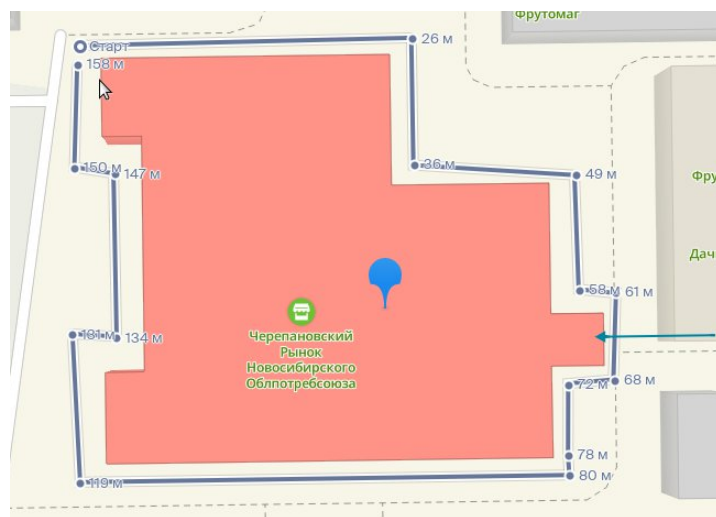 Фрутомаг
Старт
26 м
158 м
36 м
150 м
147 м
49 м
Фру
Дач
58 м
61 м
131 м
134 м
Черепановский
Рынок
Новосибирского
Облпотребсоюза
72 м
68 м
78 м
80 м
119 м